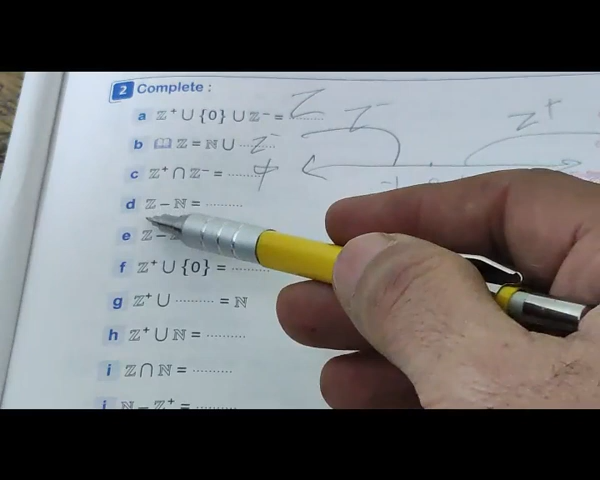 2 Complete :
a ℤ⁺ ∪ {0} ∪ ℤ⁻ = ℤ
b ℤ = ℕ ∪ ℤ⁻
c ℤ⁺ ∩ ℤ⁻ = ϕ
d ℤ − ℕ = ..........
e ℤ −
f ℤ⁺ ∪ {0} = ..........
g ℤ⁺ ∪ .......... = ℕ
h ℤ⁺ ∪ ℕ = ..........
i ℤ ∩ ℕ = ..........
j ℕ − ℤ⁺ = ..........
Z⁻ Z⁺